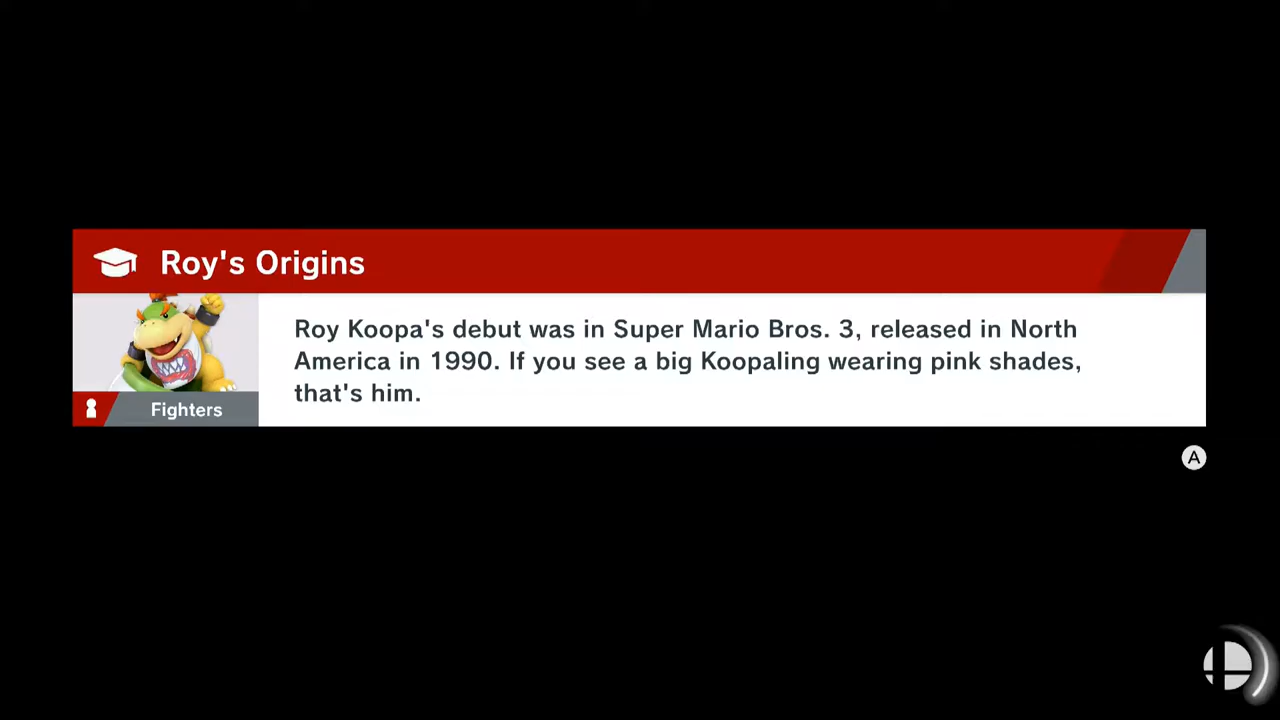 Roy's Origins
Roy Koopa's debut was in Super Mario Bros. 3, released in North
America in 1990. If you see a big Koopaling wearing pink shades,
that's him.
Fighters
A